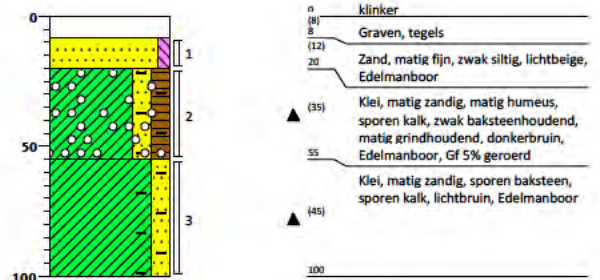 0
50
100
1
2
3
0
klinker
(8)
8
Graven, tegels
(12)
20
Zand, matig fijn, zwak siltig, lichtbeige,
Edelmanboor
(35)
Klei, matig zandig, matig humeus,
sporen kalk, zwak baksteenhoudend,
matig grindhoudend, donkerbruin,
55
Edelmanboor, Gf 5% geroerd
Klei, matig zandig, sporen baksteen,
sporen kalk, lichtbruin, Edelmanboor
(45)
100